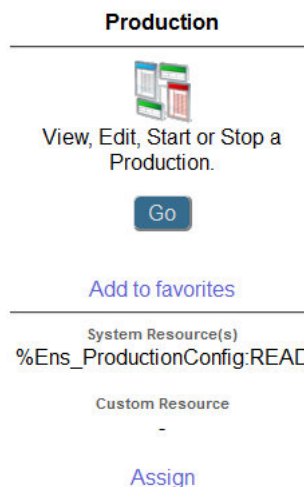 Production
View, Edit, Start or Stop a
Production.
Go
Add to favorites
System Resource(s)
%Ens_ProductionConfig:READ
Custom Resource
-
Assign